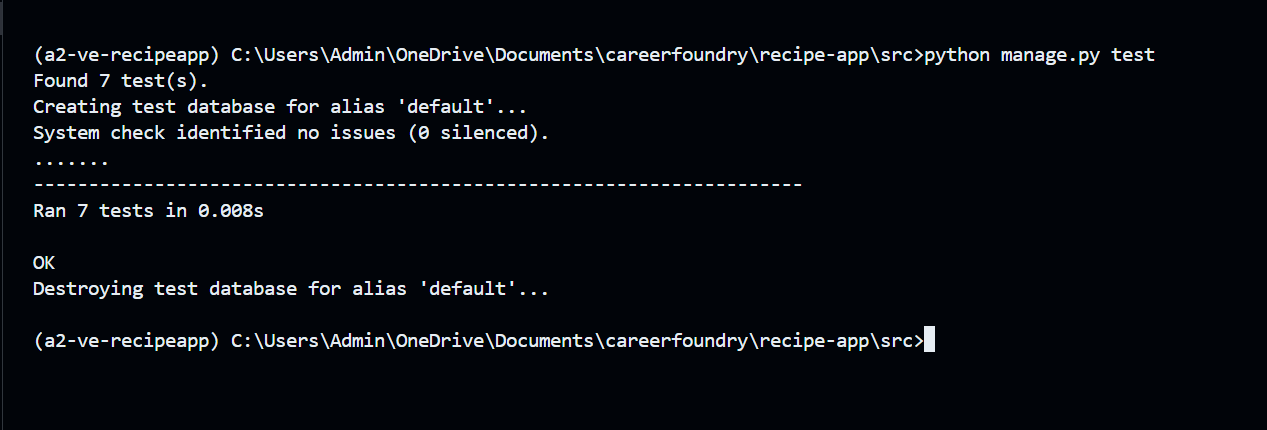 (a2-ve-recipeapp) C:\Users\Admin\OneDrive\Documents\careerfoundry\recipe-app\src>python manage.py test
Found 7 test(s).
Creating test database for alias 'default'...
System check identified no issues (0 silenced).
.......
----------------------------------------------------------------------
Ran 7 tests in 0.008s

OK
Destroying test database for alias 'default'...

(a2-ve-recipeapp) C:\Users\Admin\OneDrive\Documents\careerfoundry\recipe-app\src>